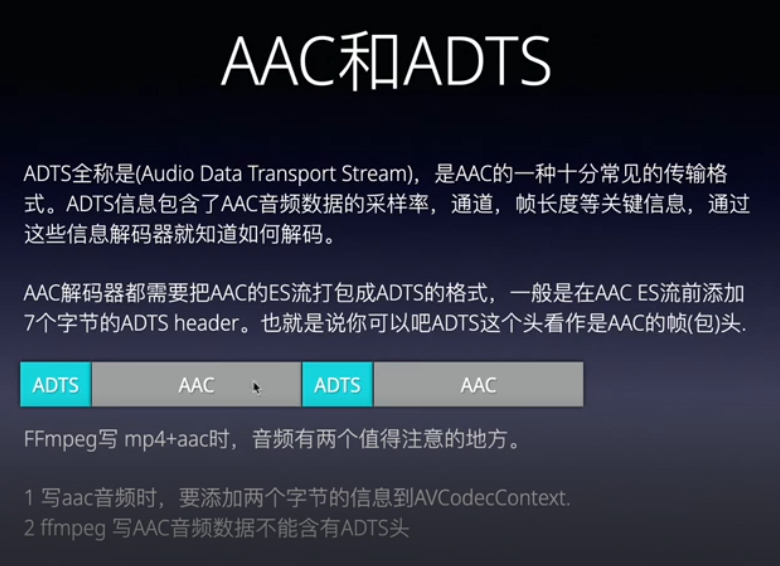 AAC和ADTS
ADTS全称是(Audio Data Transport Stream)，是AAC的一种十分常见的传输格
式。ADTS信息包含了AAC音频数据的采样率，通道，帧长度等关键信息，通过
这些信息解码器就知道如何解码。
AAC解码器都需要把AAC的ES流打包成ADTS的格式，一般是在AAC ES流前添加
7个字节的ADTS header。也就是说你可以吧ADTS这个头看作是AAC的帧(包)头.
ADTS AAC ADTS AAC
FFmpeg写 mp4+aac时，音频有两个值得注意的地方。
1 写aac音频时，要添加两个字节的信息到AVCodecContext.
2 ffmpeg 写AAC音频数据不能含有ADTS头